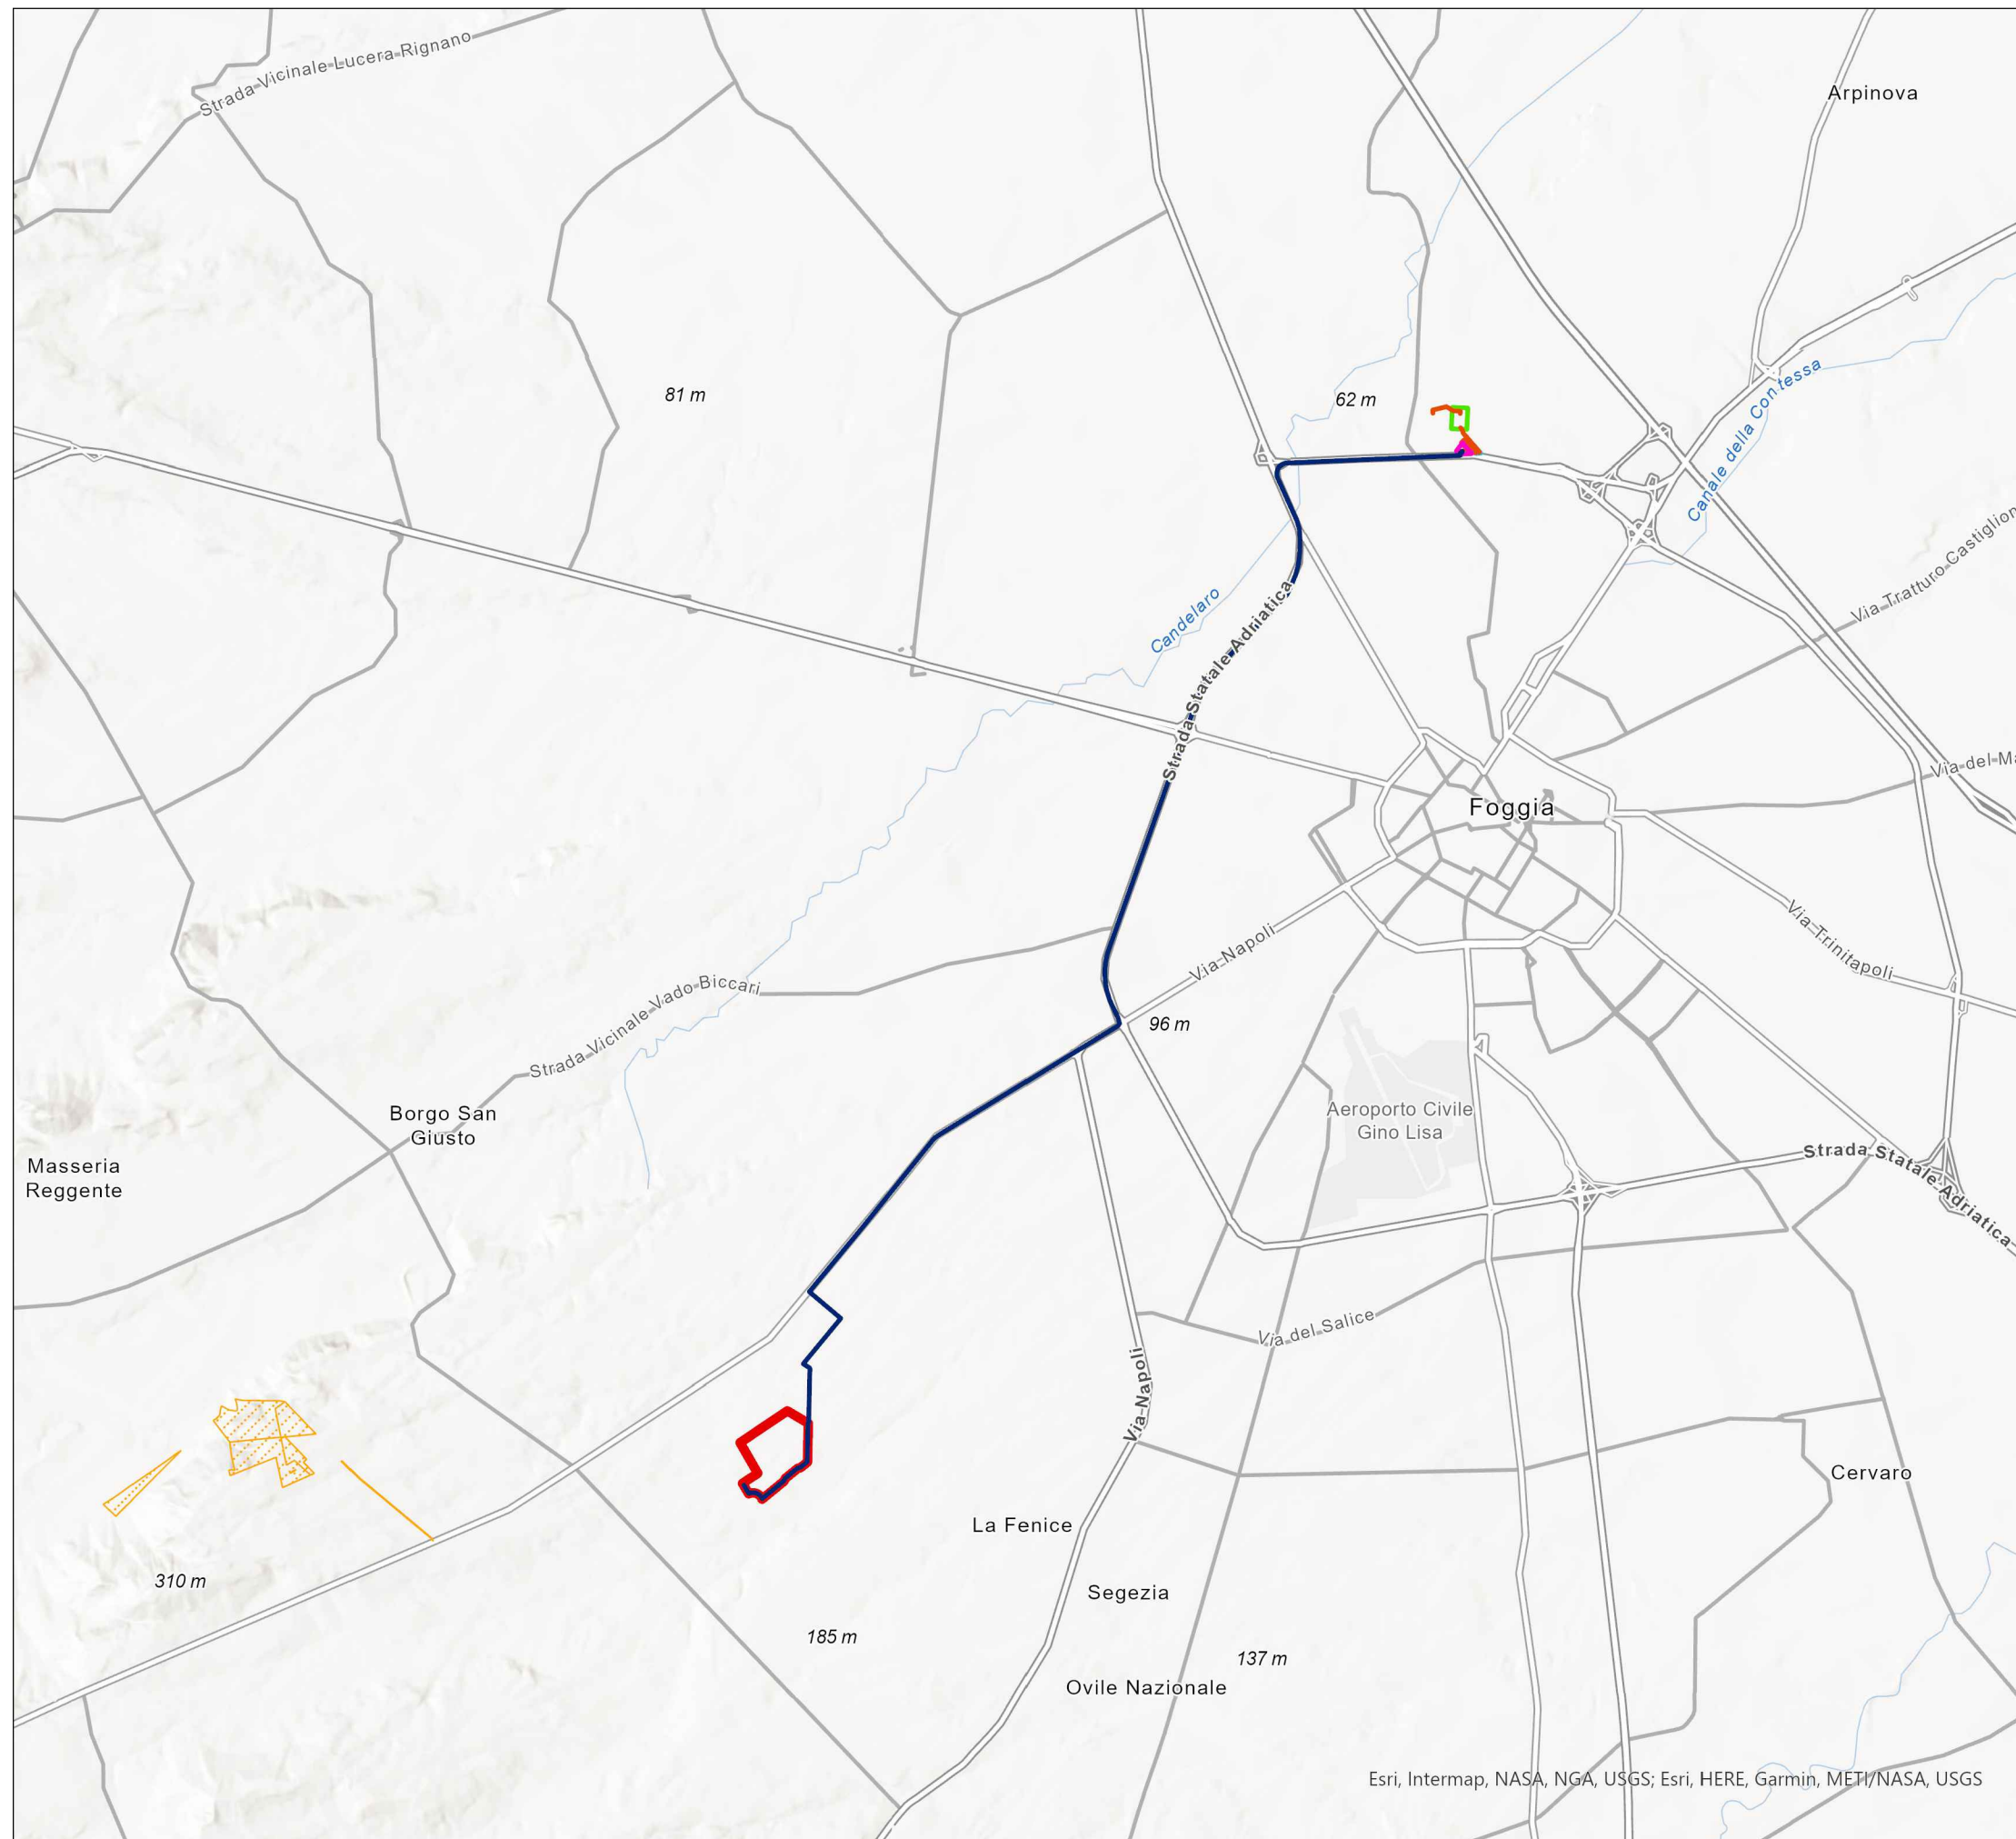 Strada Vicinale Lucera Rignano
Arpinova
81 m
62 m
Canale della Contessa
Via Tratturo Castiglion
Candelaro
Strada Statale Adriatica
Via del Ma
Foggia
Via Trinitapoli
Via Napoli
Strada Vicinale Vado Biccari
96 m
Borgo San
Giusto
Aeroporto Civile
Gino Lisa
Masseria
Reggente
Strada Statale Adriatica
Via del Salice
Via Napoli
Cervaro
La Fenice
310 m
Segezia
185 m
137 m
Ovile Nazionale
Esri, Intermap, NASA, NGA, USGS; Esri, HERE, Garmin, METI/NASA, USGS